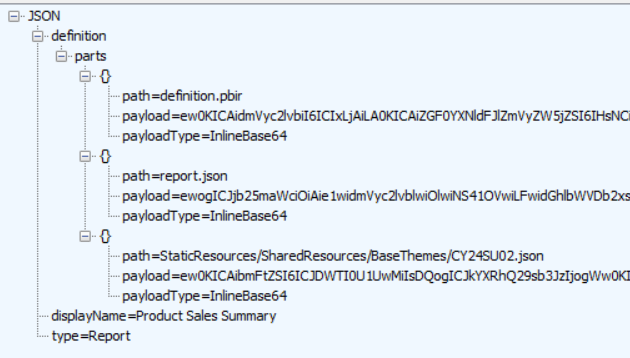 JSON
definition
parts
{}
path=definition.pbir
payload=ew0KICAidmVyc2lvbiI6ICIxLjAiLA0KICAiZGF0YXNldFJlZmVyZW5jZSI6IHsNCi
payloadType=InlineBase64
{}
path=report.json
payload=ewogICJjb25maWciOiAie1widmVyc2lvblwiOlwiNS41OVwiLFwidGhlbWVDb2xs
payloadType=InlineBase64
{}
path=StaticResources/SharedResources/BaseThemes/CY24SU02.json
payload=ew0KICAibmFtZSI6ICJDWTI0U1UwMiIsDQogICJkYXRhQ29sb3JzIjogWw0KI
payloadType=InlineBase64
displayName=Product Sales Summary
type=Report